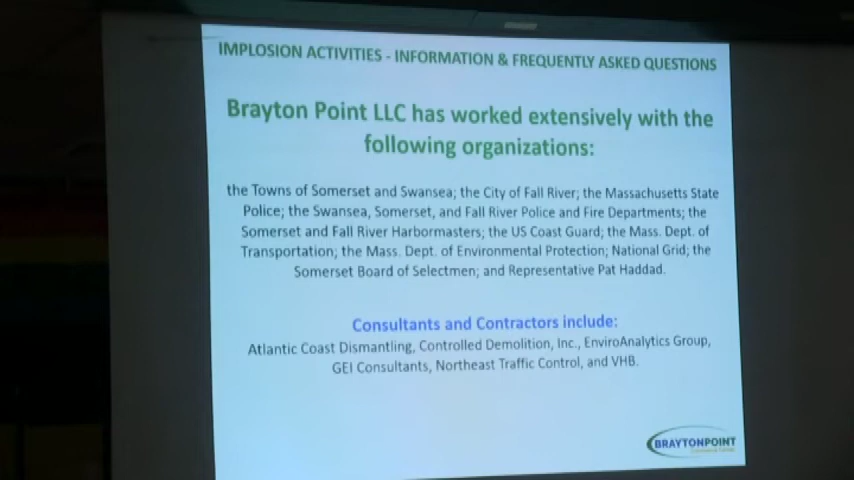 IMPLOSION ACTIVITIES - INFORMATION & FREQUENTLY ASKED QUESTIONS
Brayton Point LLC has worked extensively with the
following organizations:
the Towns of Somerset and Swansea; the City of Fall River; the Massachusetts State
Police; the Swansea, Somerset, and Fall River Police and Fire Departments; the
Somerset and Fall River Harbormasters; the US Coast Guard; the Mass. Dept. of
Transportation; the Mass. Dept. of Environmental Protection; National Grid; the
Somerset Board of Selectmen; and Representative Pat Haddad.
Consultants and Contractors include:
Atlantic Coast Dismantling, Controlled Demolition, Inc., EnviroAnalytics Group,
GEI Consultants, Northeast Traffic Control, and VHB.
BRAYTONPOINT